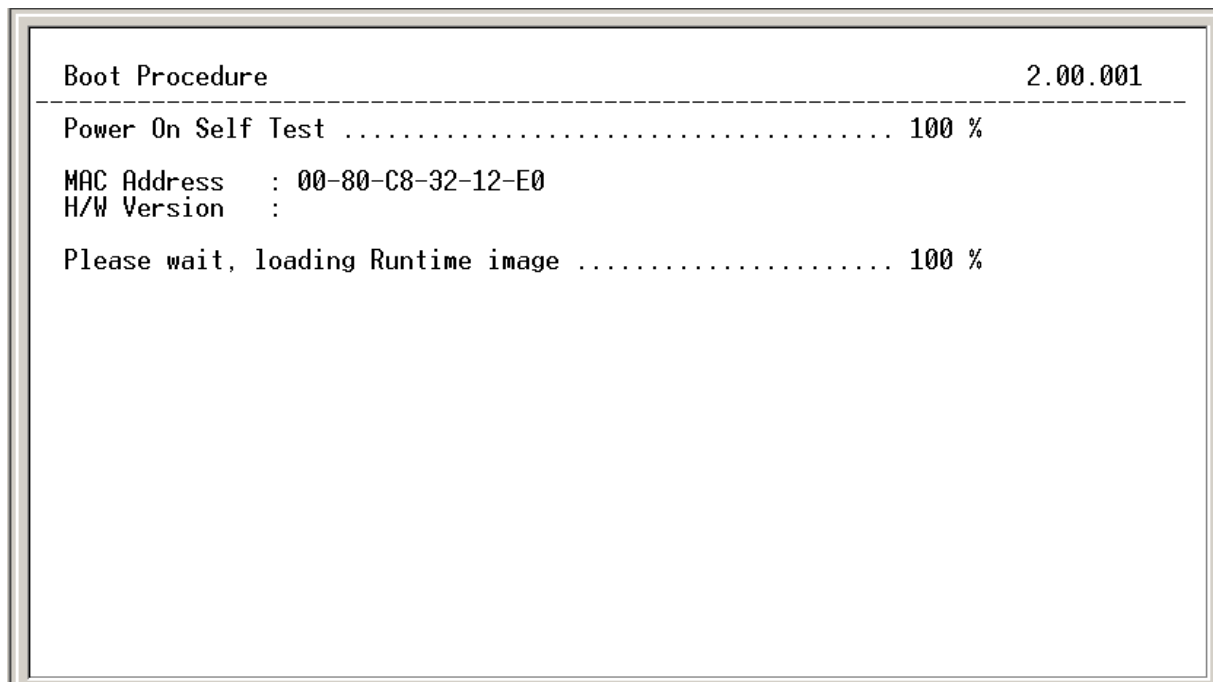 Boot Procedure 2.00.001
--------------------------------------------------------------------------------
Power On Self Test ...................................... 100 %
MAC Address : 00-80-C8-32-12-E0
H/W Version :
Please wait, loading Runtime image ...................... 100 %